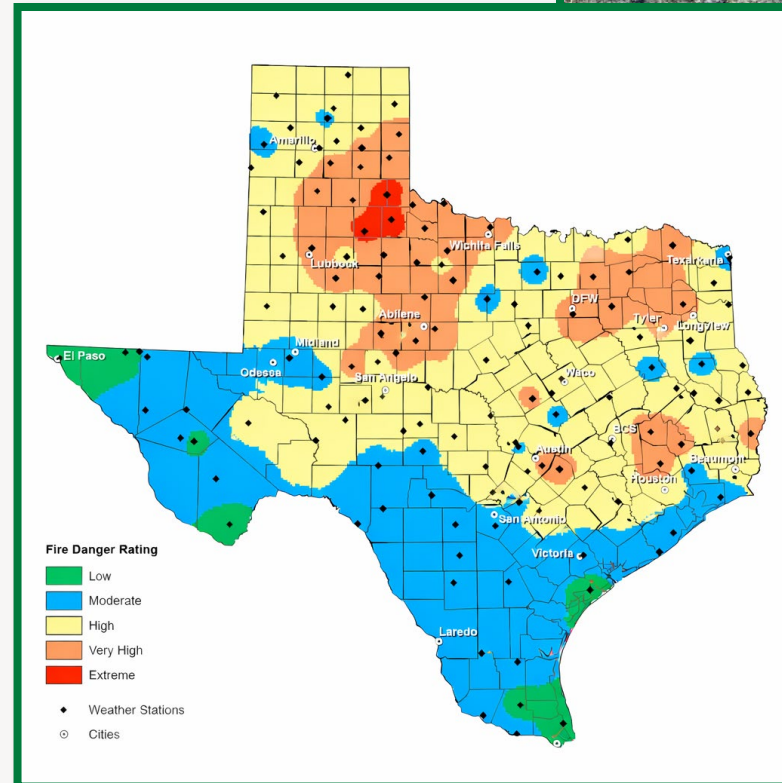 Amarillo
Lubbock
Wichita Falls
Texarkana
DFW
Abilene
Tyler
Longview
El Paso
Midland
Odessa
San Angelo
Waco
BCS
Austin
Beaumont
Houston
San Antonio
Victoria
Laredo
Fire Danger Rating
Low
Moderate
High
Very High
Extreme
Weather Stations
Cities